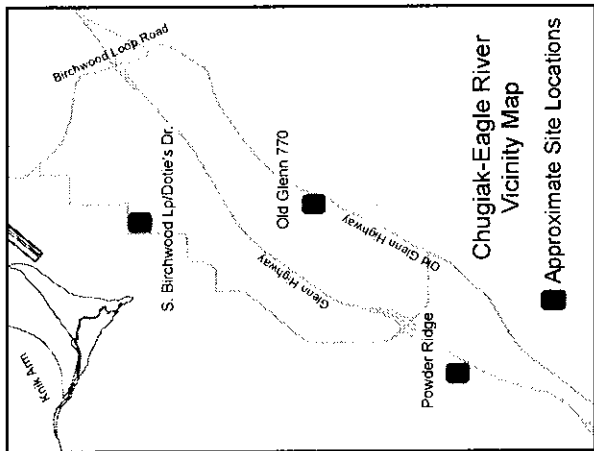 Birchwood Loop Road
Knik Arm
S. Birchwood Lp/Dotie's Dr.
Old Glenn 770
Glenn Highway
Old Glenn Highway
Powder Ridge
Chugiak-Eagle River
Vicinity Map
Approximate Site Locations